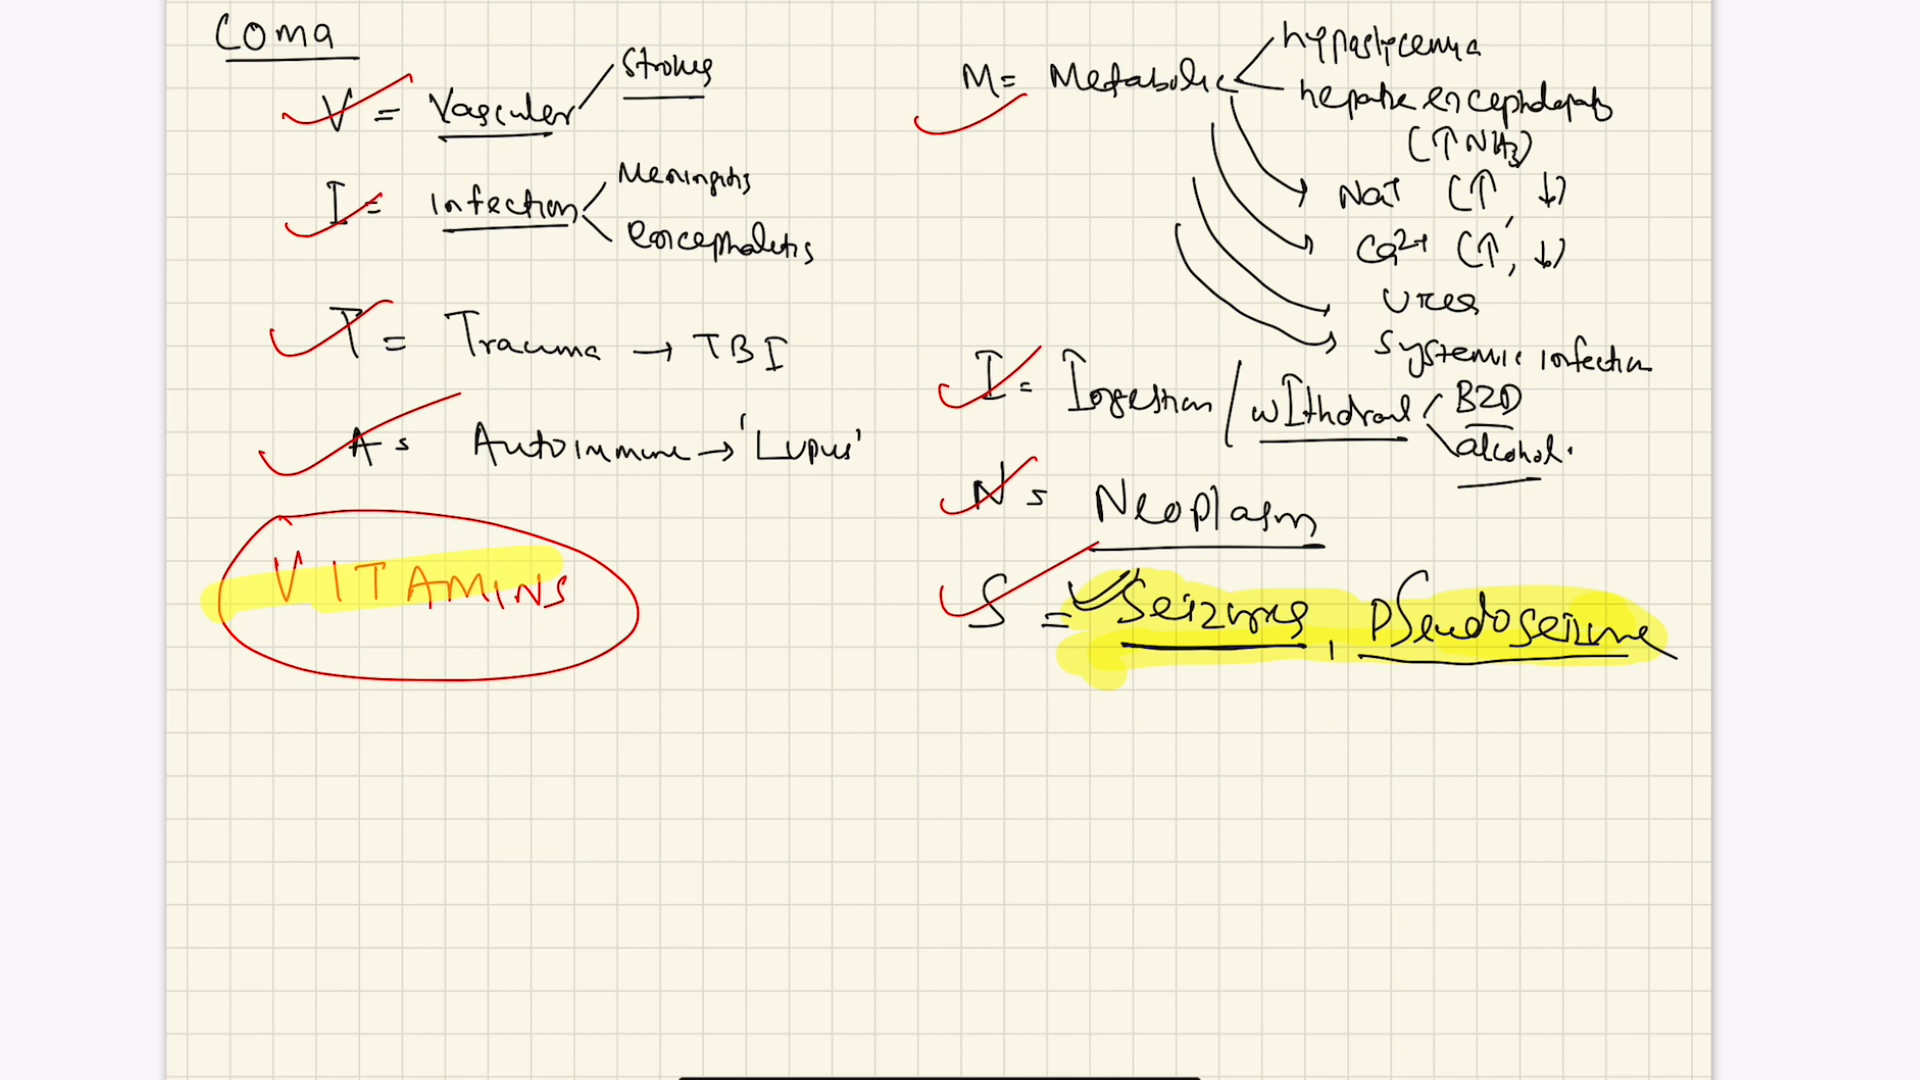 Coma
V = Vascular Stroke
I = Infection Meningitis
encephalitis
T = Trauma → TBI
A = Autoimmune → 'Lupus'
VITAMINS
M = Metabolic hypoglycemia
hepatic encephalopathy
(↑NH3)
Na+ (↑ ↓)
Ca2+ (↑, ↓)
Urea
Systemic infection
I = Ingestion / wIthdrawl BZD
alcohol.
N = Neoplasm
S = Seizures, pSeudoseizure